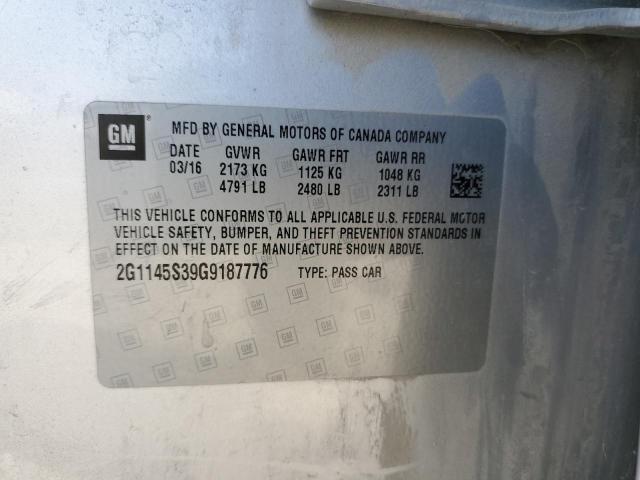 GM MFD BY GENERAL MOTORS OF CANADA COMPANY
DATE GVWR GAWR FRT GAWR RR
03/16 2173 KG 1125 KG 1048 KG
4791 LB 2480 LB 2311 LB
THIS VEHICLE CONFORMS TO ALL APPLICABLE U.S. FEDERAL MOTOR
VEHICLE SAFETY, BUMPER, AND THEFT PREVENTION STANDARDS IN
EFFECT ON THE DATE OF MANUFACTURE SHOWN ABOVE.
2G1145S39G9187776 TYPE: PASS CAR